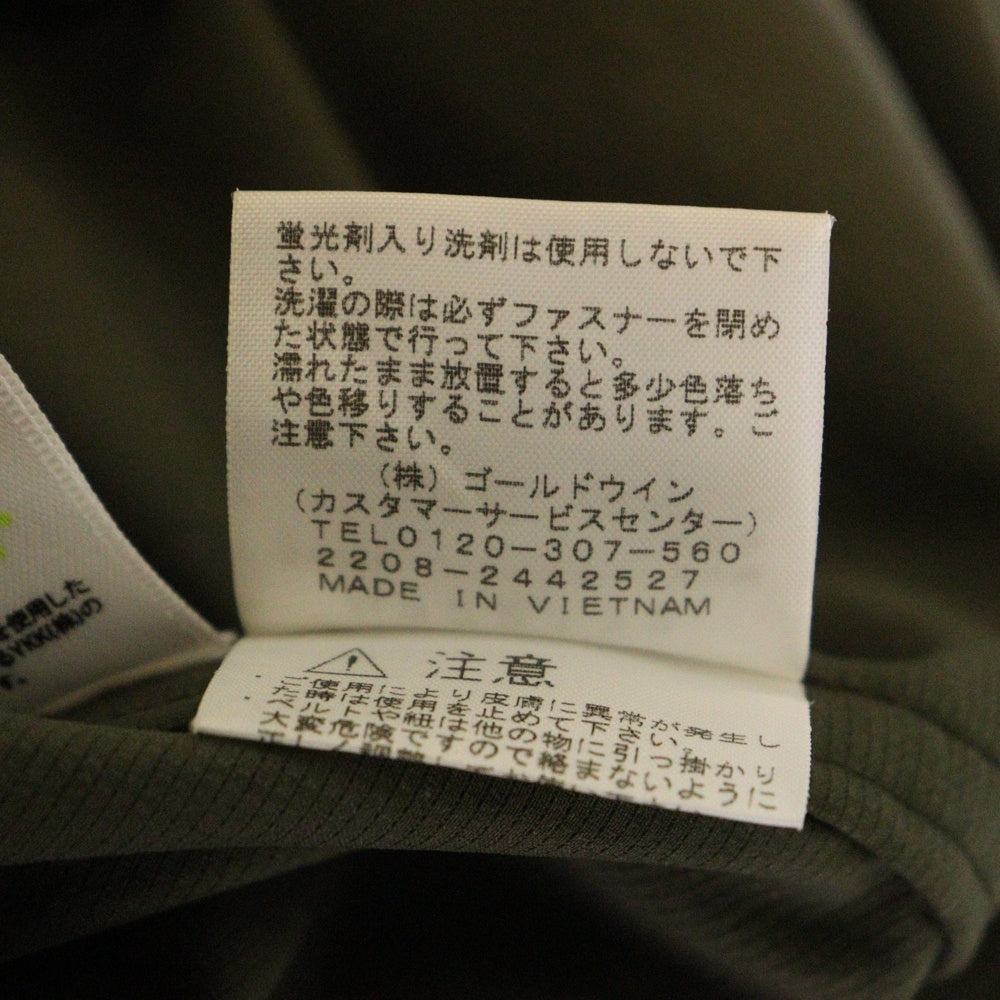 蛍光剤入り洗剤は使用しないで下
さい。
洗濯の際は必ずファスナーを閉め
た状態で行って下さい。
濡れたまま放置すると多少色落ち
や色移りすることがあります。ご
注意下さい。
(株) ゴールドウイン
(カスタマーサービスセンター)
TEL0120-307-560
2208-2442527
MADE IN VIETNAM
注意
・ご使用により皮膚に異常が発生し
た時は使用を止めて下さい。
・ベルトや紐は他の物に引っ掛かり
大変危険ですので絡まないように
使用した
YKK(株)の